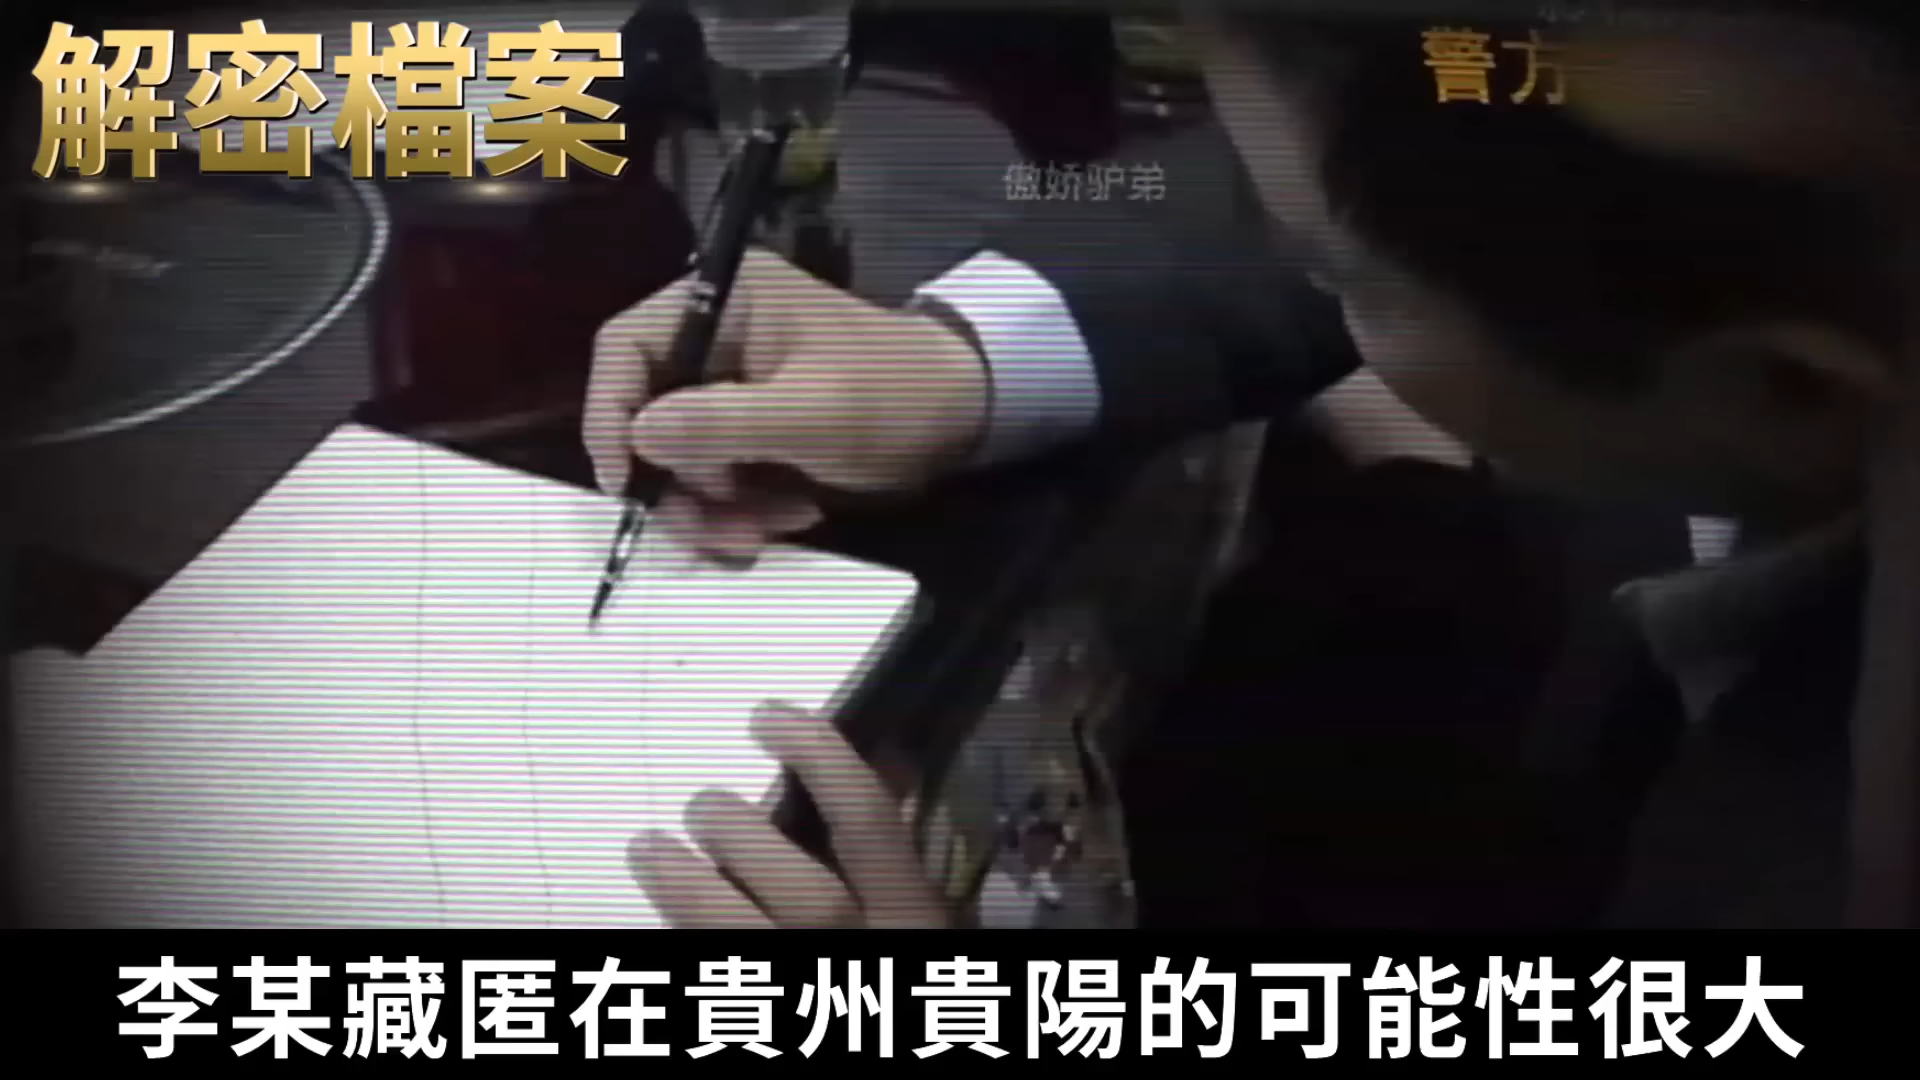 解密檔案
警方
傲娇驴弟
李某藏匿在貴州貴陽的可能性很大